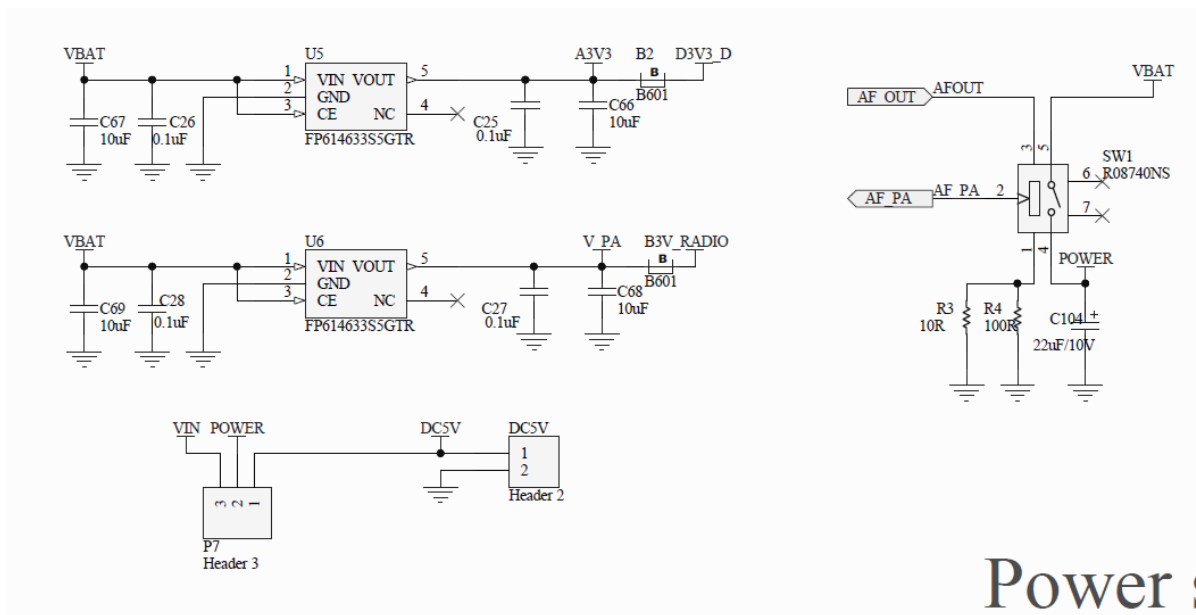 VBAT
U5
A3V3
B2
D3V3_D
1
VIN VOUT
5
2
GND
3
CE
NC
4
B
B601
C67
10uF
C26
0.1uF
FP614633S5GTR
C25
0.1uF
C66
10uF
VBAT
U6
V_PA
B3V_RADIO
1
VIN VOUT
5
2
GND
3
CE
NC
4
B
B601
C69
10uF
C28
0.1uF
FP614633S5GTR
C27
0.1uF
C68
10uF
VIN POWER
3
2
1
P7
Header 3
DC5V
DC5V
1
2
Header 2
VBAT
AF_OUT
AFOUT
3
5
SW1
R08740NS
6
AF_PA
AF_PA
2
7
1
4
POWER
R3
10R
R4
100R
C104
+
22uF/10V
Power s